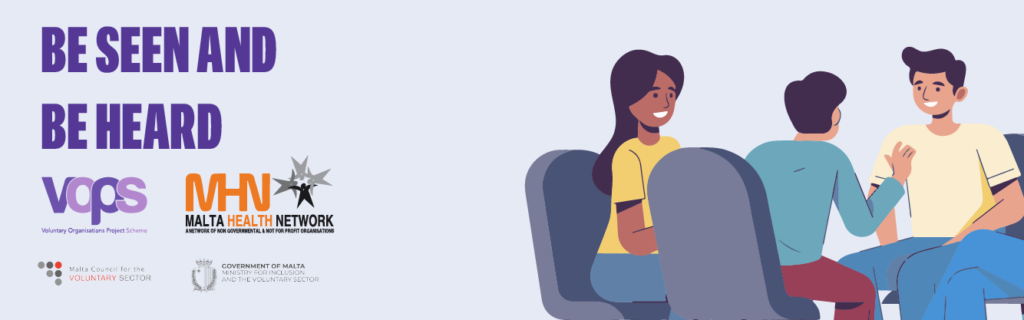 BE SEEN AND
BE HEARD
vops
Voluntary Organisations Project Scheme
MHN
MALTA HEALTH NETWORK
A NETWORK OF NON GOVERNMENTAL & NOT FOR PROFIT ORGANISATIONS
Malta Council for the
VOLUNTARY SECTOR
GOVERNMENT OF MALTA
MINISTRY FOR INCLUSION
AND THE VOLUNTARY SECTOR